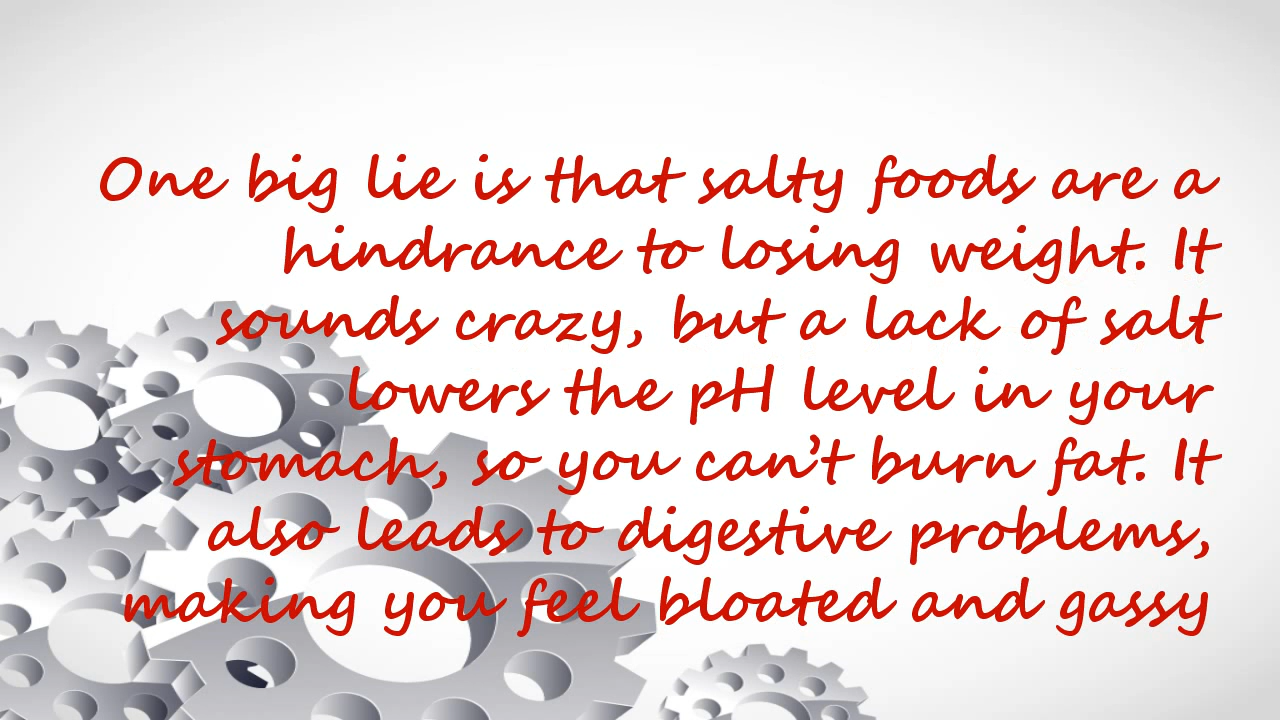 One big lie is that salty foods are a
hindrance to losing weight. It
sounds crazy, but a lack of salt
lowers the pH level in your
stomach, so you can’t burn fat. It
also leads to digestive problems,
making you feel bloated and gassy